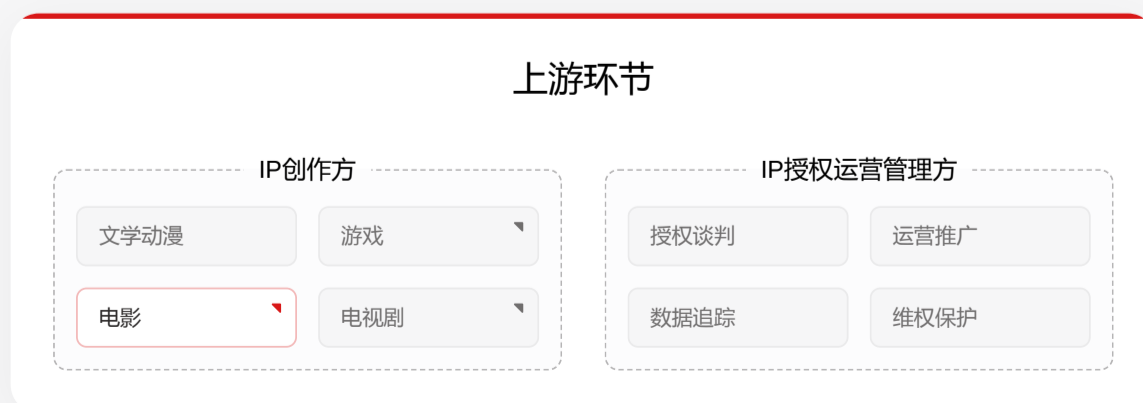 上游环节
IP创作方
文学动漫
游戏
电影
电视剧
IP授权运营管理方
授权谈判
运营推广
数据追踪
维权保护